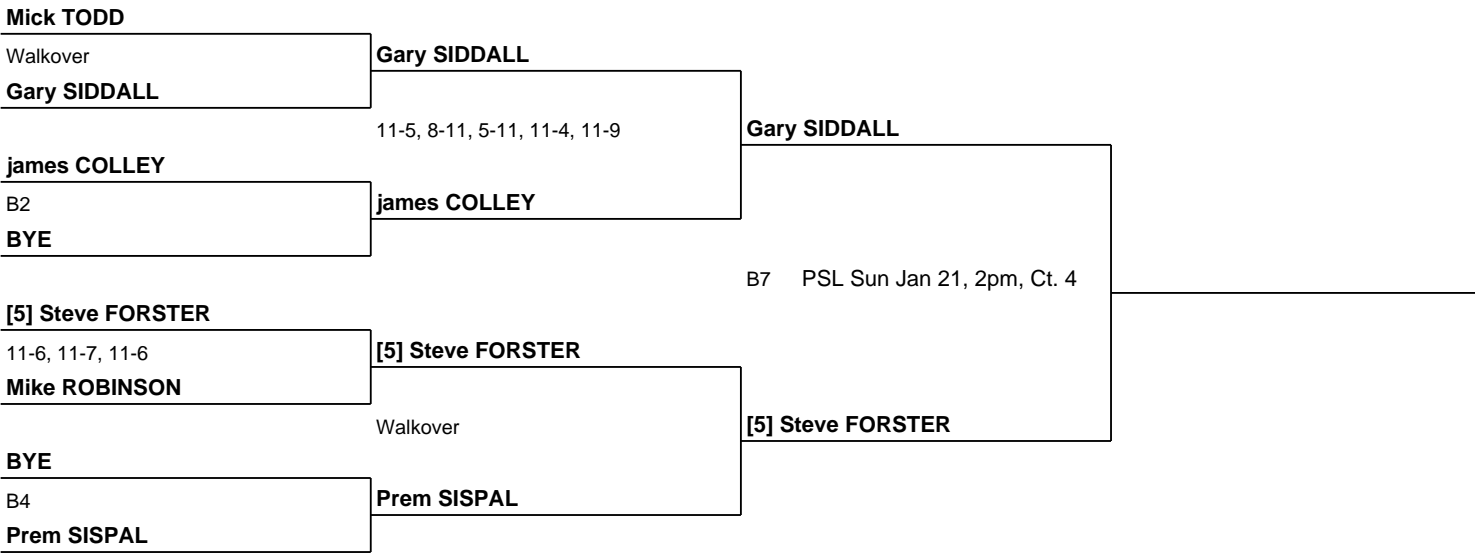 Mick TODD
Walkover
Gary SIDDALL
Gary SIDDALL
11-5, 8-11, 5-11, 11-4, 11-9
Gary SIDDALL
james COLLEY
B2
james COLLEY
BYE
B7 PSL Sun Jan 21, 2pm, Ct. 4
[5] Steve FORSTER
11-6, 11-7, 11-6
[5] Steve FORSTER
Mike ROBINSON
Walkover
[5] Steve FORSTER
BYE
B4
Prem SISPAL
Prem SISPAL